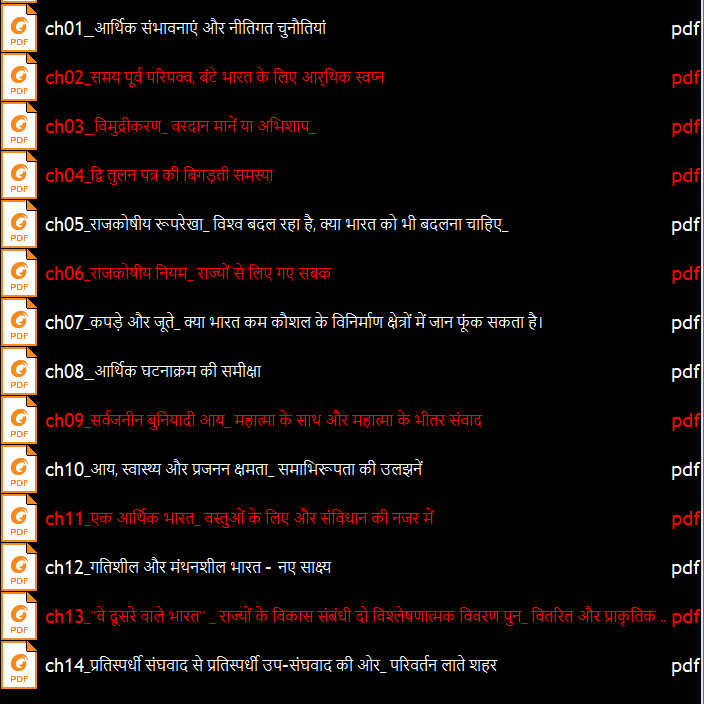 ch01_आर्थिक संभावनाएं और नीतिगत चुनौतियां pdf
PDF
ch02_समय पूर्व परिपक्व, बंटे भारत के लिए आर्थिक स्वप्न pdf
PDF
ch03_विमुद्रीकरण_ वरदान मानें या अभिशाप_ pdf
PDF
ch04_द्वि तुलन पत्र की बिगड़ती समस्या pdf
PDF
ch05_राजकोषीय रूपरेखा_ विश्व बदल रहा है, क्या भारत को भी बदलना चाहिए_ pdf
PDF
ch06_राजकोषीय नियम_ राज्यों से लिए गए सबक pdf
PDF
ch07_कपड़े और जूते_ क्या भारत कम कौशल के विनिर्माण क्षेत्रों में जान फूंक सकता है। pdf
PDF
ch08_आर्थिक घटनाक्रम की समीक्षा pdf
PDF
ch09_सर्वजनीन बुनियादी आय_ महात्मा के साथ और महात्मा के भीतर संवाद pdf
PDF
ch10_आय, स्वास्थ्य और प्रजनन क्षमता_ समाभिरूपता की उलझनें pdf
PDF
ch11_एक आर्थिक भारत_ वस्तुओं के लिए और संविधान की नजर में pdf
PDF
ch12_गतिशील और मंथनशील भारत - नए साक्ष्य pdf
PDF
ch13_"वे दूसरे वाले भारत" _ राज्यों के विकास संबंधी दो विश्लेषणात्मक विवरण पुन_ वितरित और प्राकृतिक .. pdf
PDF
ch14_प्रतिस्पर्धी संघवाद से प्रतिस्पर्धी उप-संघवाद की ओर_ परिवर्तन लाते शहर pdf
PDF